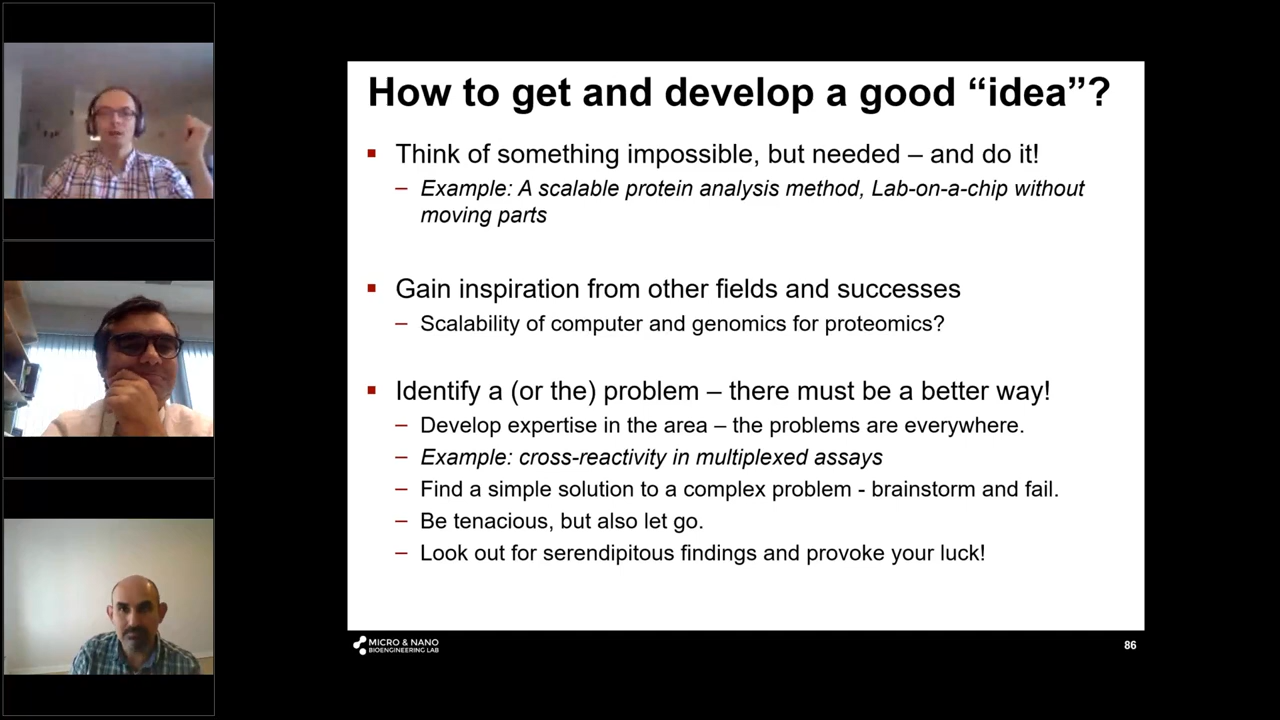 How to get and develop a good “idea”?
▪ Think of something impossible, but needed – and do it!
– Example: A scalable protein analysis method, Lab-on-a-chip without
moving parts
▪ Gain inspiration from other fields and successes
– Scalability of computer and genomics for proteomics?
▪ Identify a (or the) problem – there must be a better way!
– Develop expertise in the area – the problems are everywhere.
– Example: cross-reactivity in multiplexed assays
– Find a simple solution to a complex problem - brainstorm and fail.
– Be tenacious, but also let go.
– Look out for serendipitous findings and provoke your luck!
MICRO & NANO
BIOENGINEERING LAB
86